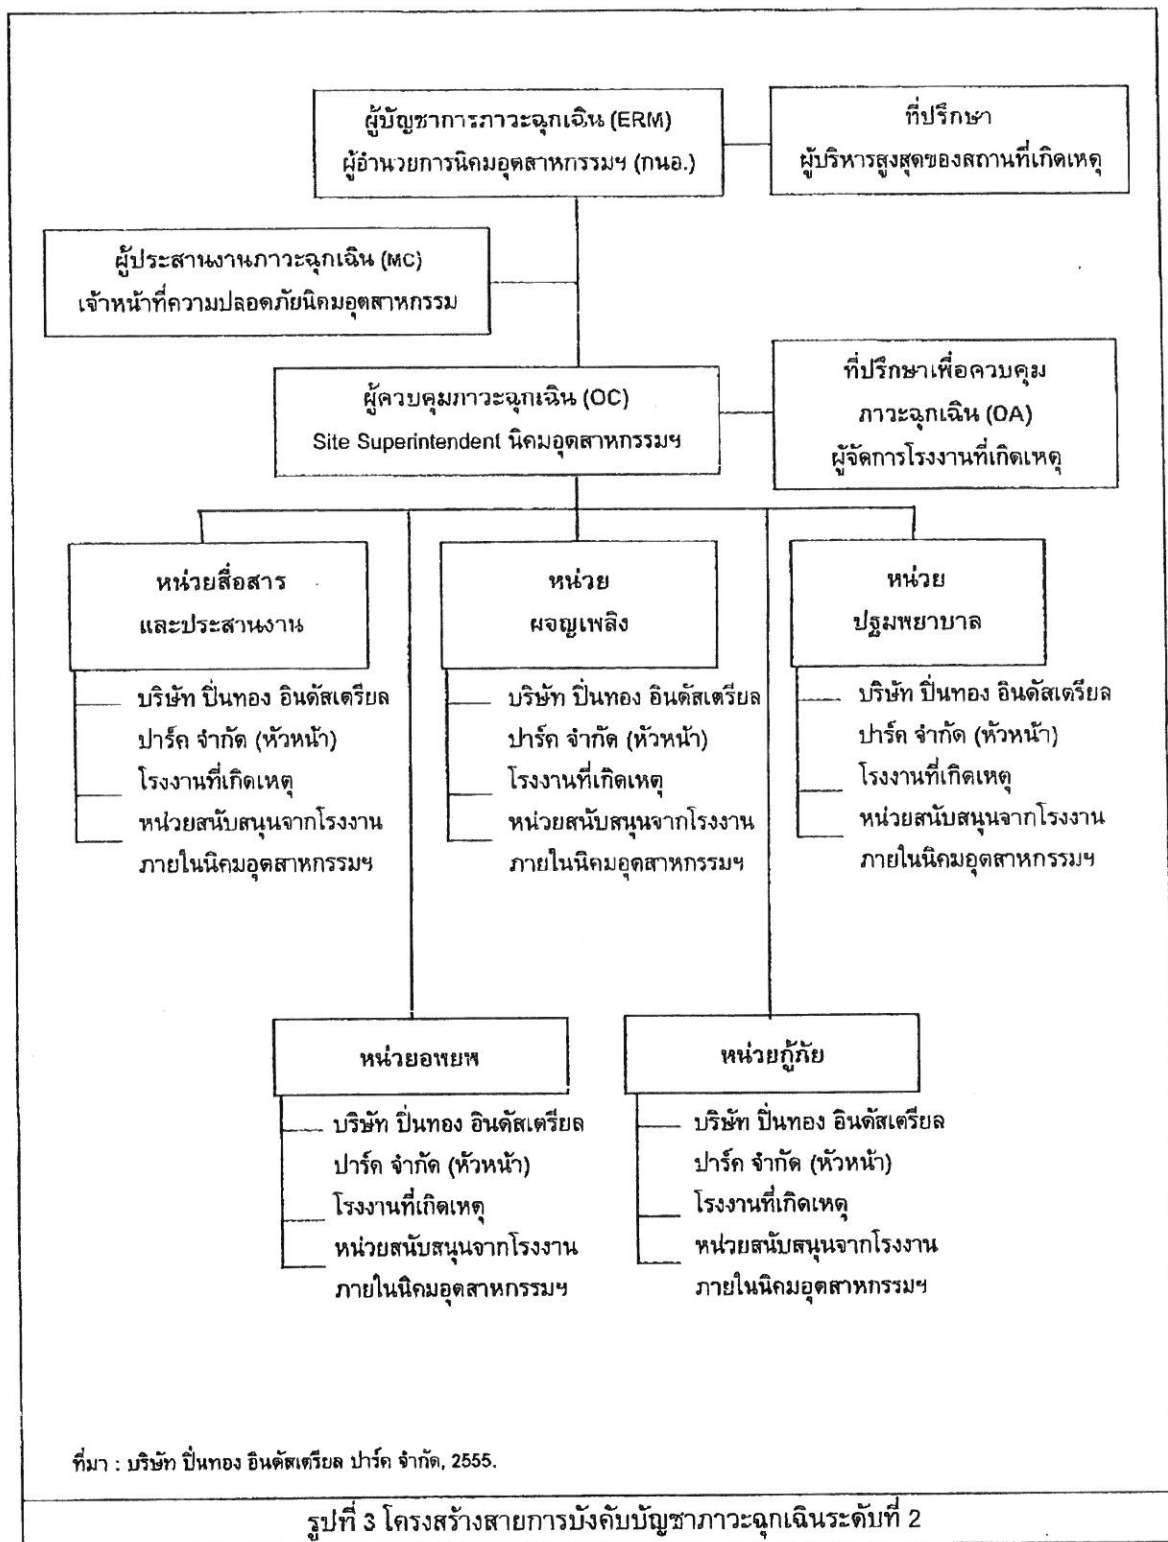 ผู้บัญชาการภาวะฉุกเฉิน (ERM)
ผู้อำนวยการนิคมอุตสาหกรรมฯ (กนอ.)
ที่ปรึกษา
ผู้บริหารสูงสุดของสถานที่เกิดเหตุ
ผู้ประสานงานภาวะฉุกเฉิน (MC)
เจ้าหน้าที่ความปลอดภัยนิคมอุตสาหกรรม
ผู้ควบคุมภาวะฉุกเฉิน (OC)
Site Superintendent นิคมอุตสาหกรรมฯ
ที่ปรึกษาเพื่อควบคุม
ภาวะฉุกเฉิน (OA)
ผู้จัดการโรงงานที่เกิดเหตุ
หน่วยสื่อสาร
และประสานงาน
บริษัท ปิ่นทอง อินดัสเตรียล
ปาร์ค จำกัด (หัวหน้า)
โรงงานที่เกิดเหตุ
หน่วยสนับสนุนจากโรงงาน
ภายในนิคมอุตสาหกรรมฯ
หน่วย
ผจญเพลิง
บริษัท ปิ่นทอง อินดัสเตรียล
ปาร์ค จำกัด (หัวหน้า)
โรงงานที่เกิดเหตุ
หน่วยสนับสนุนจากโรงงาน
ภายในนิคมอุตสาหกรรมฯ
หน่วย
ปฐมพยาบาล
บริษัท ปิ่นทอง อินดัสเตรียล
ปาร์ค จำกัด (หัวหน้า)
โรงงานที่เกิดเหตุ
หน่วยสนับสนุนจากโรงงาน
ภายในนิคมอุตสาหกรรมฯ
หน่วยอพยพ
บริษัท ปิ่นทอง อินดัสเตรียล
ปาร์ค จำกัด (หัวหน้า)
โรงงานที่เกิดเหตุ
หน่วยสนับสนุนจากโรงงาน
ภายในนิคมอุตสาหกรรมฯ
หน่วยกู้ภัย
บริษัท ปิ่นทอง อินดัสเตรียล
ปาร์ค จำกัด (หัวหน้า)
โรงงานที่เกิดเหตุ
หน่วยสนับสนุนจากโรงงาน
ภายในนิคมอุตสาหกรรมฯ
ที่มา : บริษัท ปิ่นทอง อินดัสเตรียล ปาร์ค จำกัด, 2555.
รูปที่ 3 โครงสร้างสายการบังคับบัญชาภาวะฉุกเฉินระดับที่ 2